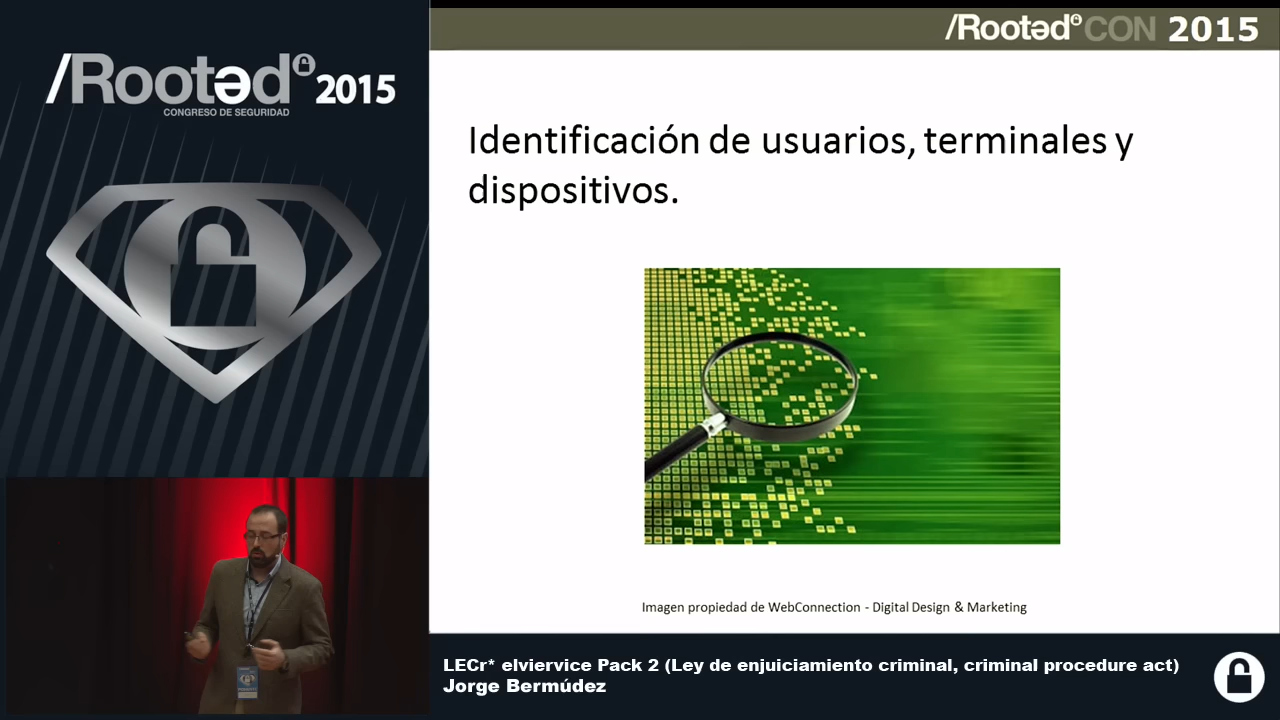 /Rootəd 2015
CONGRESO DE SEGURIDAD
/Rootəd CON 2015
Identificación de usuarios, terminales y
dispositivos.
Imagen propiedad de WebConnection - Digital Design & Marketing
LECr* elviervice Pack 2 (Ley de enjuiciamiento criminal, criminal procedure act)
Jorge Bermúdez